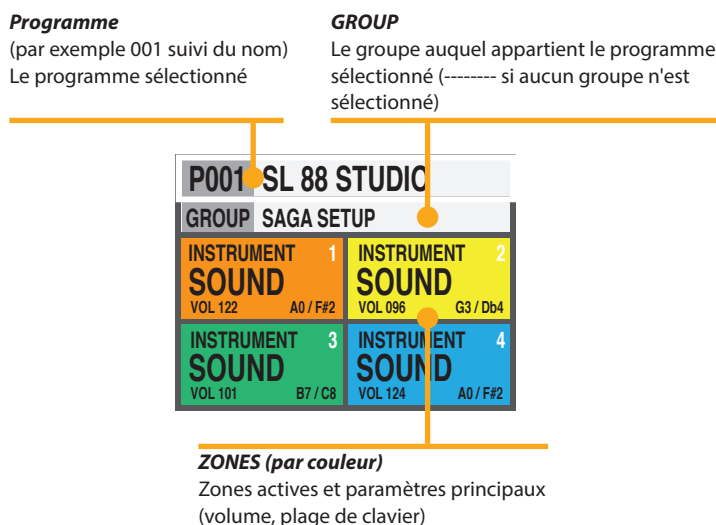 Programme
(par exemple 001 suivi du nom)
Le programme sélectionné
GROUP
Le groupe auquel appartient le programme
sélectionné (-------- si aucun groupe n'est
sélectionné)
P001 SL 88 STUDIO
GROUP SAGA SETUP
INSTRUMENT 1
SOUND
VOL 122 A0 / F#2
INSTRUMENT 2
SOUND
VOL 096 G3 / Db4
INSTRUMENT 3
SOUND
VOL 101 B7 / C8
INSTRUMENT 4
SOUND
VOL 124 A0 / F#2
ZONES (par couleur)
Zones actives et paramètres principaux
(volume, plage de clavier)